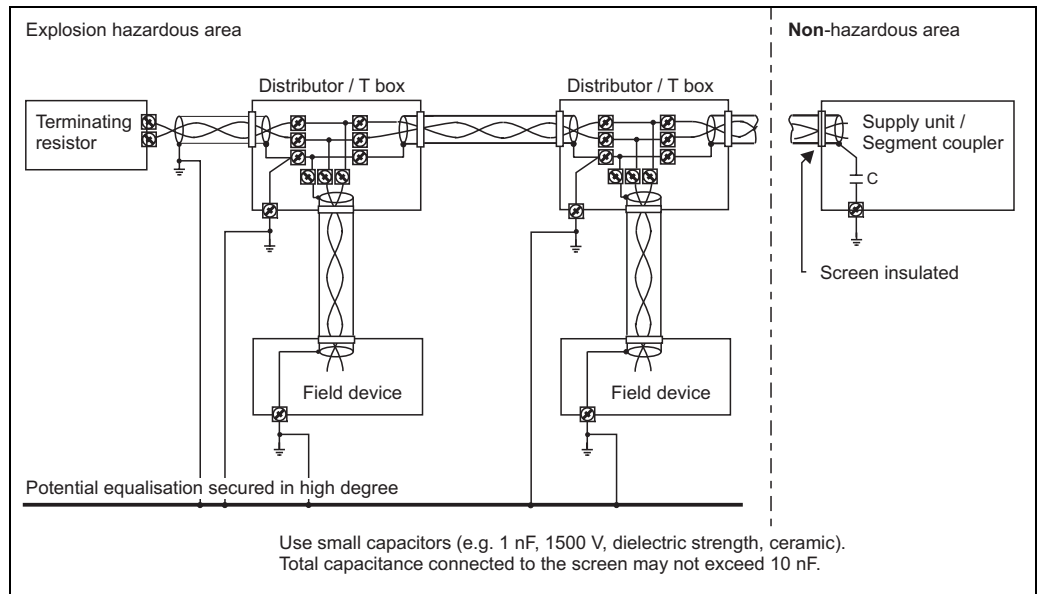 Explosion hazardous area
Non-hazardous area
Distributor / T box
Distributor / T box
Terminating
resistor
Supply unit /
Segment coupler
C
Screen insulated
Field device
Field device
Potential equalisation secured in high degree
Use small capacitors (e.g. 1 nF, 1500 V, dielectric strength, ceramic).
Total capacitance connected to the screen may not exceed 10 nF.